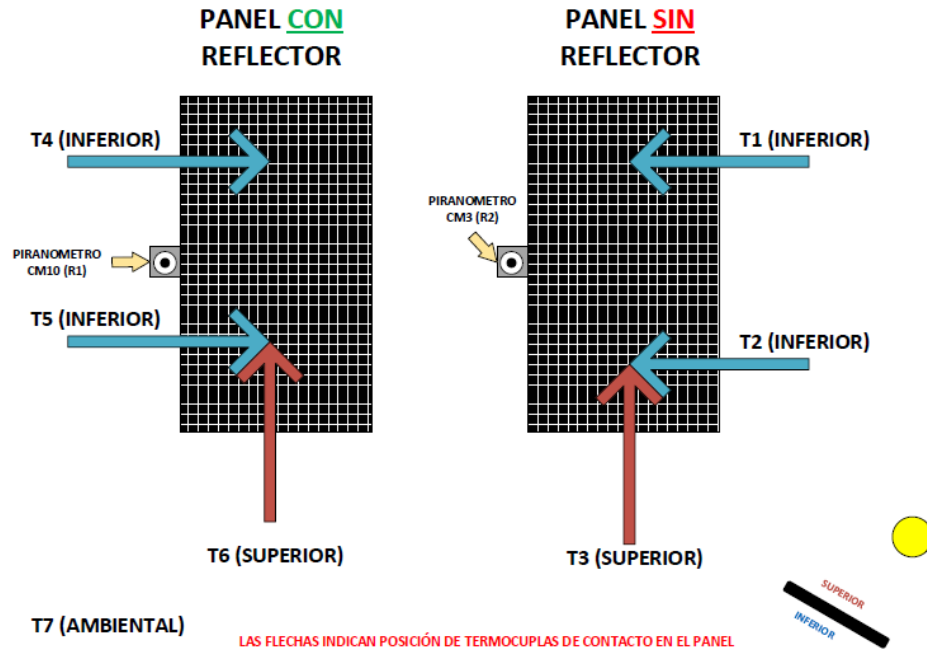 PANEL CON
REFLECTOR
PANEL SIN
REFLECTOR
T4 (INFERIOR)
T1 (INFERIOR)
PIRANOMETRO
CM10 (R1)
PIRANOMETRO
CM3 (R2)
T5 (INFERIOR)
T2 (INFERIOR)
T6 (SUPERIOR)
T3 (SUPERIOR)
SUPERIOR
INFERIOR
T7 (AMBIENTAL)
LAS FLECHAS INDICAN POSICIÓN DE TERMOCUPLAS DE CONTACTO EN EL PANEL